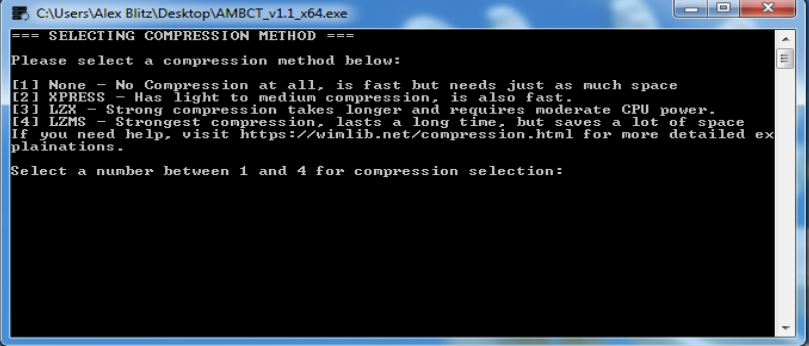 C:\Users\Alex Blitz\Desktop\AMBCT_v1.1_x64.exe
=== SELECTING COMPRESSION METHOD ===
Please select a compression method below:
[1] None - No Compression at all, is fast but needs just as much space
[2] XPRESS - Has light to medium compression, is also fast.
[3] LZX - Strong compression takes longer and requires moderate CPU power.
[4] LZMS - Strongest compression, lasts a long time, but saves a lot of space
If you need help, visit https://wimlib.net/compression.html for more detailed ex
plainations.
Select a number between 1 and 4 for compression selection: